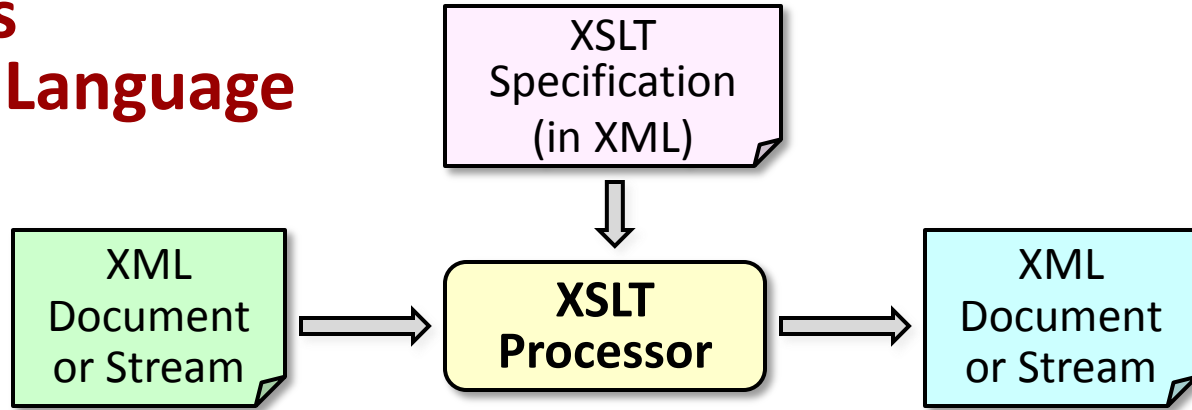 Language
XSLT
Specification
(in XML)
XML
Document
or Stream
XSLT
Processor
XML
Document
or Stream